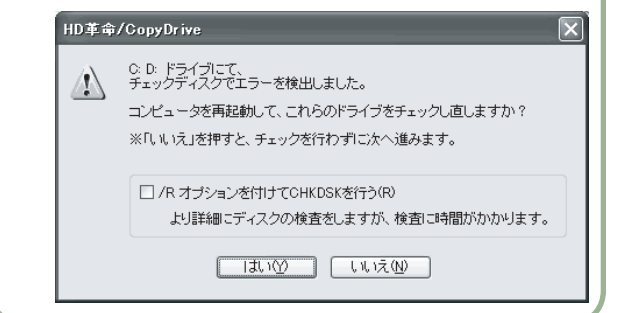 HD革命/CopyDrive
C: D: ドライブにて、
チェックディスクでエラーを検出しました。
コンピュータを再起動して、これらのドライブをチェックし直しますか?
※「いいえ」を押すと、チェックを行わずに次へ進みます。
/R オプションを付けてCHKDSKを行う(R)
より詳細にディスクの検査をしますが、検査に時間がかかります。
はい(Y) いいえ(N)